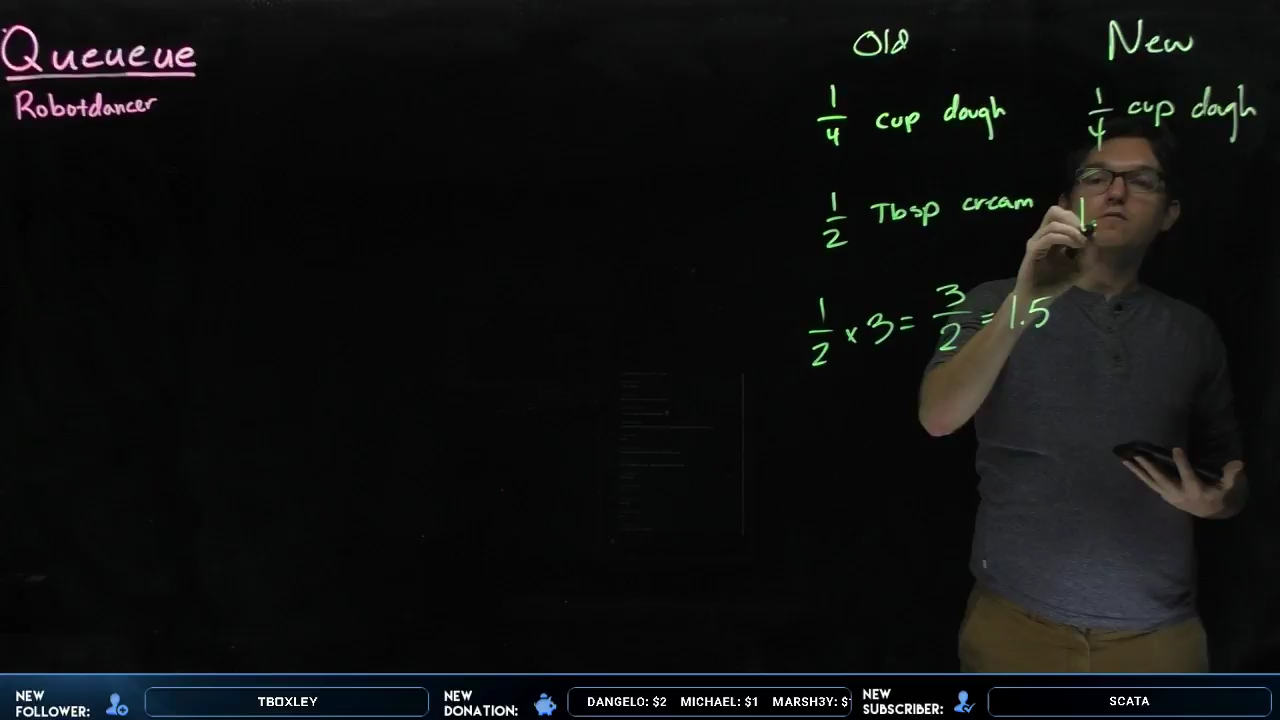 Queueue
Robotdancer
Old
1/4 cup dough
1/2 Tbsp cream
1/2 x 3 = 3/2 = 1.5
New
1/4 cup dough
1.
NEW FOLLOWER:
TBOXLEY
NEW DONATION:
DANGELO: $2 MICHAEL: $1 MARSH3Y: $
NEW SUBSCRIBER:
SCATA